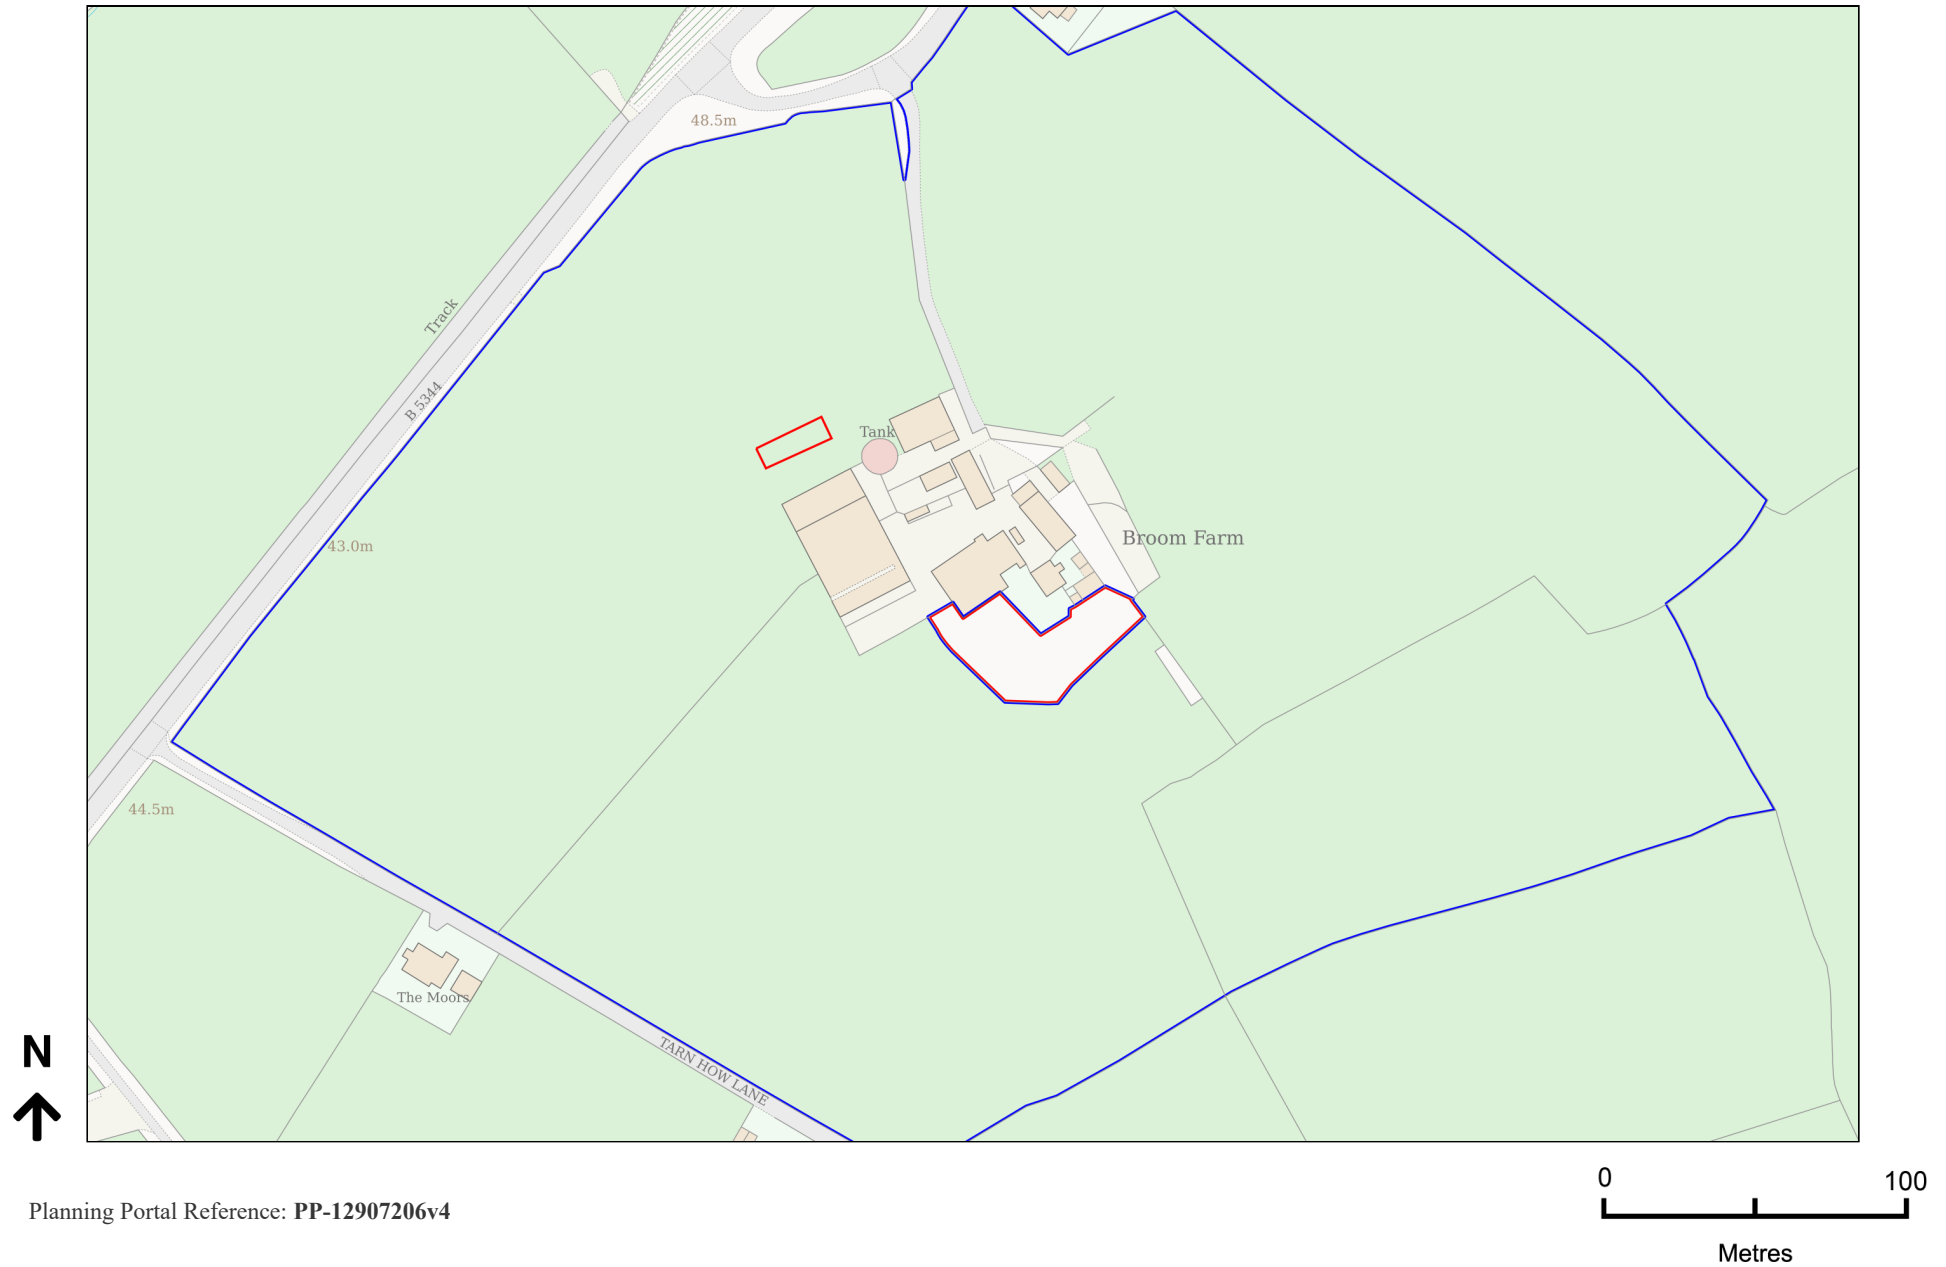 48.5m
Track
B 5344
Tank
43.0m
Broom Farm
44.5m
The Moors
TARN HOW LANE
N
0 100
Metres
Planning Portal Reference: PP-12907206v4